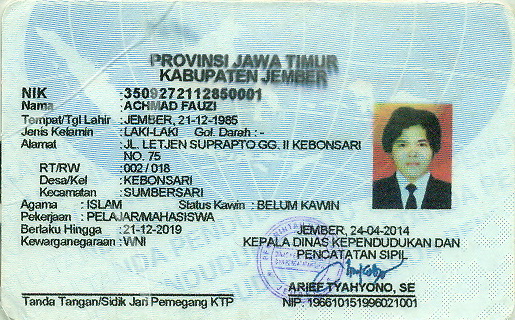 PROVINSI JAWA TIMUR
KABUPATEN JEMBER
NIK :3509272112850001
Nama :ACHMAD FAUZI
Tempat/Tgl Lahir :JEMBER, 21-12-1985
Jenis Kelamin :LAKI-LAKI Gol. Darah : -
Alamat :JL. LETJEN SUPRAPTO GG. II KEBONSARI
NO. 75
RT/RW :002 / 018
Desa/Kel :KEBONSARI
Kecamatan :SUMBERSARI
Agama : ISLAM Status Kawin : BELUM KAWIN
Pekerjaan : PELAJAR/MAHASISWA
Berlaku Hingga :21-12-2019
Kewarganegaraan :WNI
JEMBER, 24-04-2014
KEPALA DINAS KEPENDUDUKAN DAN
PENCATATAN SIPIL
ARIEF TYAHYONO, SE
NIP. 196610151996021001
Tanda Tangan/Sidik Jari Pemegang KTP